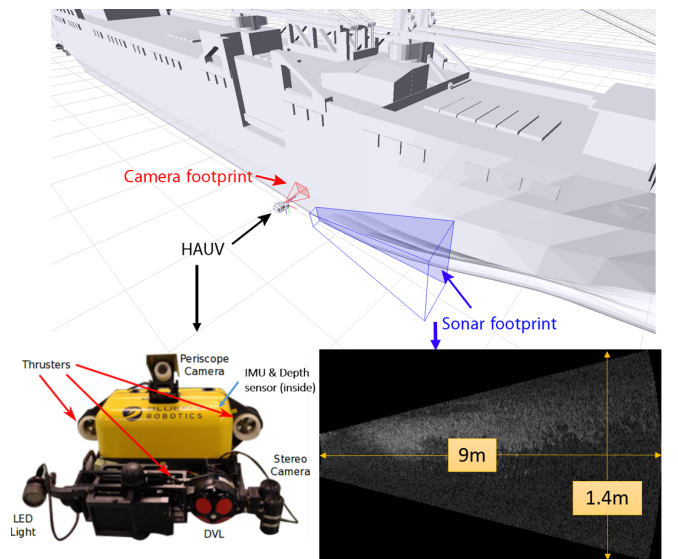 Camera footprint
HAUV
Sonar footprint
Thrusters
Periscope
Camera
IMU & Depth
sensor (inside)
ROBOTICS
Stereo
Camera
LED
Light
DVL
9m
1.4m